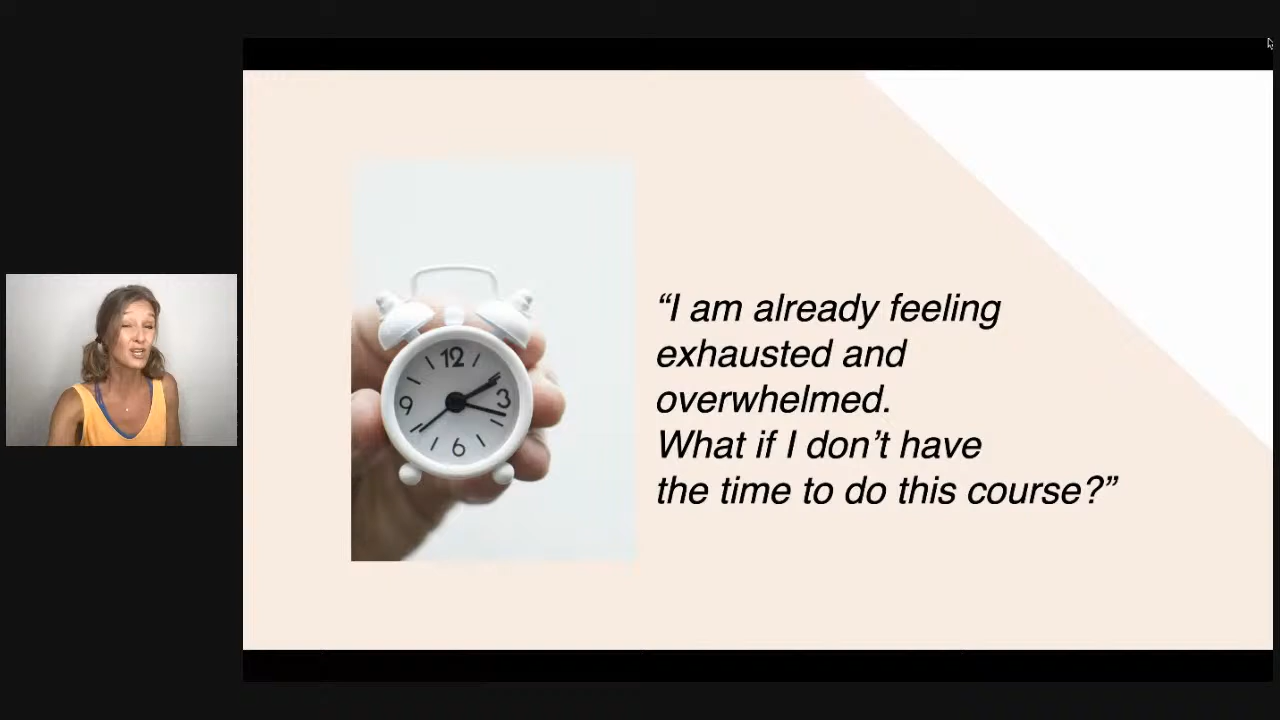 12
3
9
6
“I am already feeling
exhausted and
overwhelmed.
What if I don’t have
the time to do this course?”